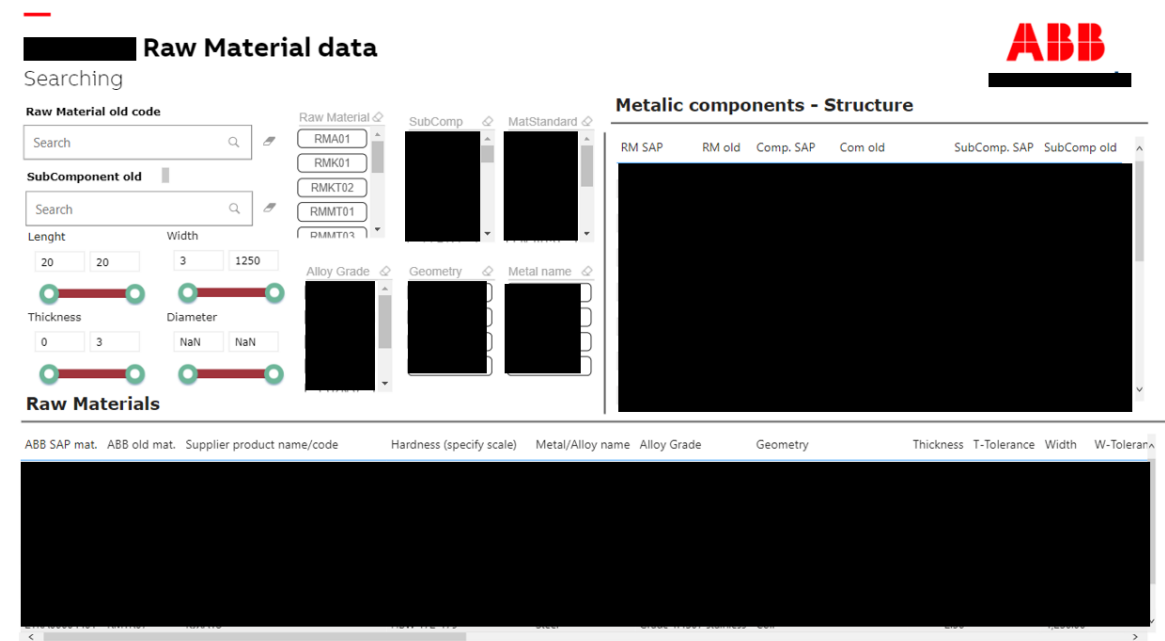 Raw Material data
ABB
Searching
Raw Material old code
Search
SubComponent old
Search
Lenght
20 20
Width
3 1250
Thickness
0 3
Diameter
NaN NaN
Raw Material
RMA01
RMK01
RMKT02
RMMT01
RMMT03
SubComp
MatStandard
Alloy Grade
Geometry
Metal name
Metalic components - Structure
RM SAP RM old Comp. SAP Com old SubComp. SAP SubComp old
Raw Materials
ABB SAP mat. ABB old mat. Supplier product name/code Hardness (specify scale) Metal/Alloy name Alloy Grade Geometry Thickness T-Tolerance Width W-Toleran